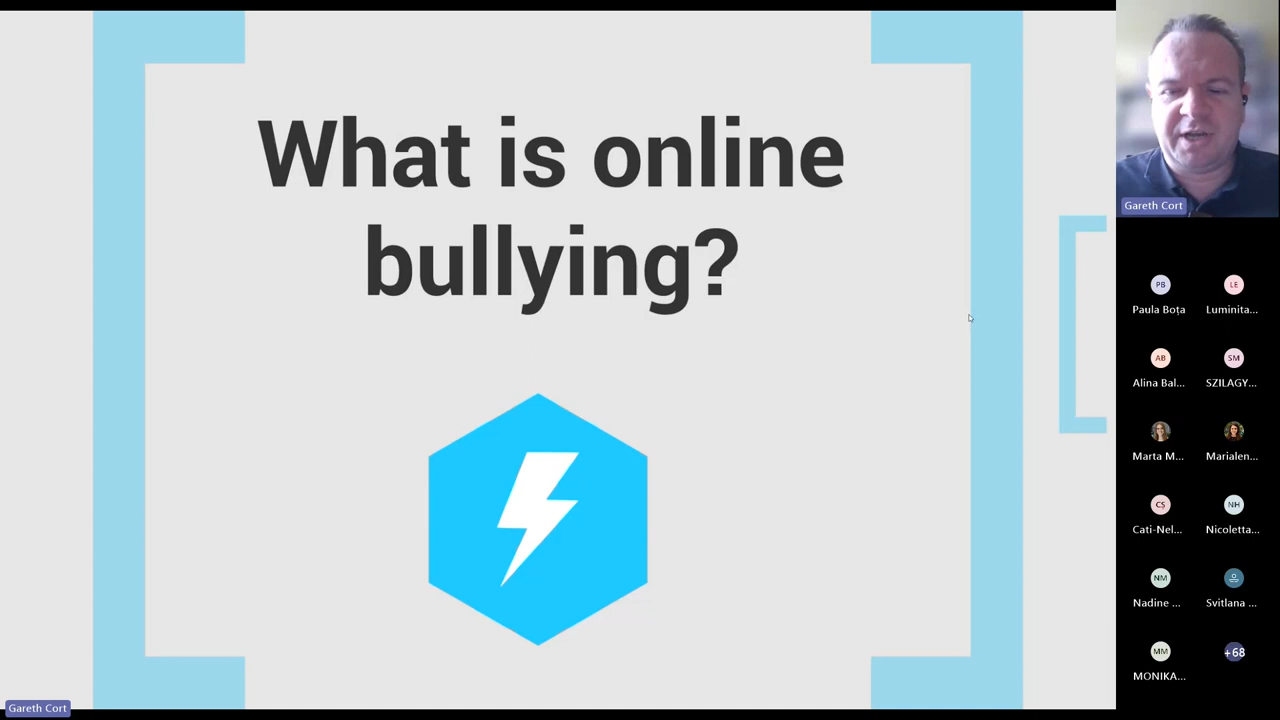 What is online
bullying?
Gareth Cort
PB
LE
Paula Boța
Luminita...
AB
SM
Alina Bal...
SZILAGY...
Marta M...
Marialen...
CȘ
NH
Cati-Nel...
Nicoletta...
NM
Nadine ...
Svitlana ...
MM
+68
MONIKA...
Gareth Cort